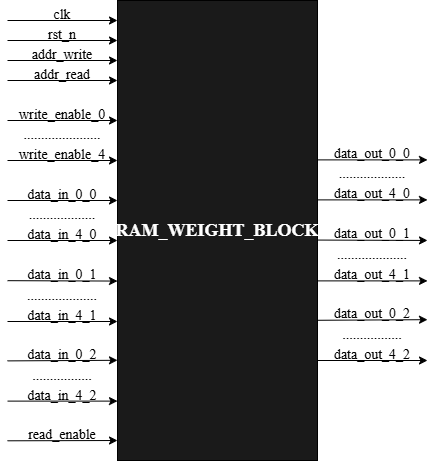 clk
rst_n
addr_write
addr_read
write_enable_0
.......................
write_enable_4
data_in_0_0
....................
data_in_4_0
data_in_0_1
.....................
data_in_4_1
data_in_0_2
..................
data_in_4_2
read_enable
RAM_WEIGHT_BLOCK
data_out_0_0
....................
data_out_4_0
data_out_0_1
.....................
data_out_4_1
data_out_0_2
..................
data_out_4_2